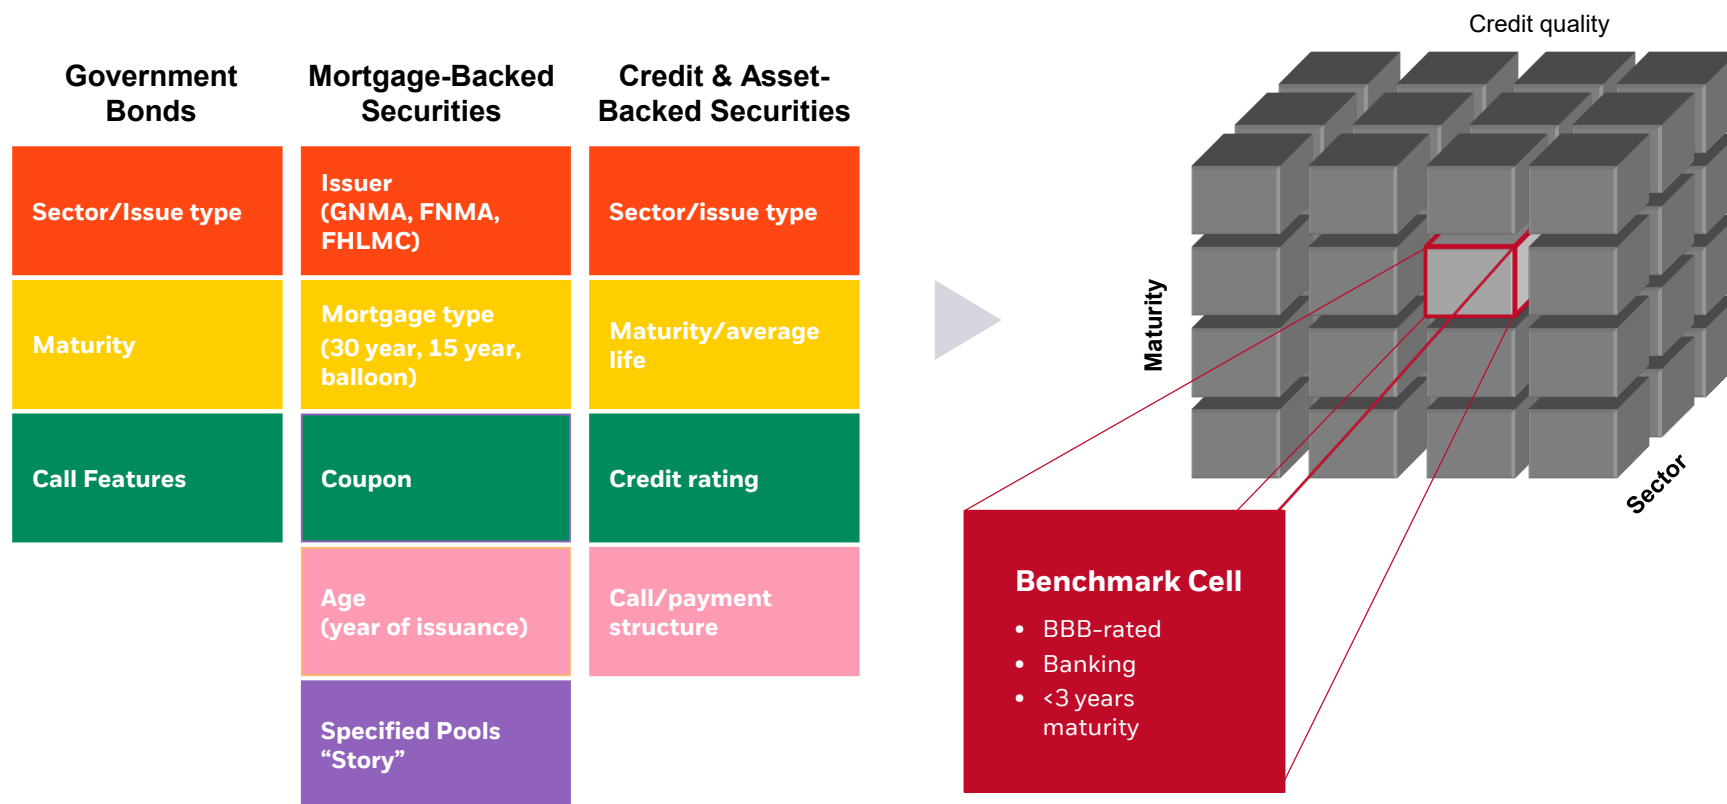 Government
Bonds
Sector/Issue type
Maturity
Call Features
Mortgage-Backed
Securities
Issuer
(GNMA, FNMA,
FHLMC)
Mortgage type
(30 year, 15 year,
balloon)
Coupon
Age
(year of issuance)
Specified Pools
“Story”
Credit & Asset-
Backed Securities
Sector/issue type
Maturity/average
life
Credit rating
Call/payment
structure
Credit quality
Maturity
Sector
Benchmark Cell
• BBB-rated
• Banking
• <3 years
maturity